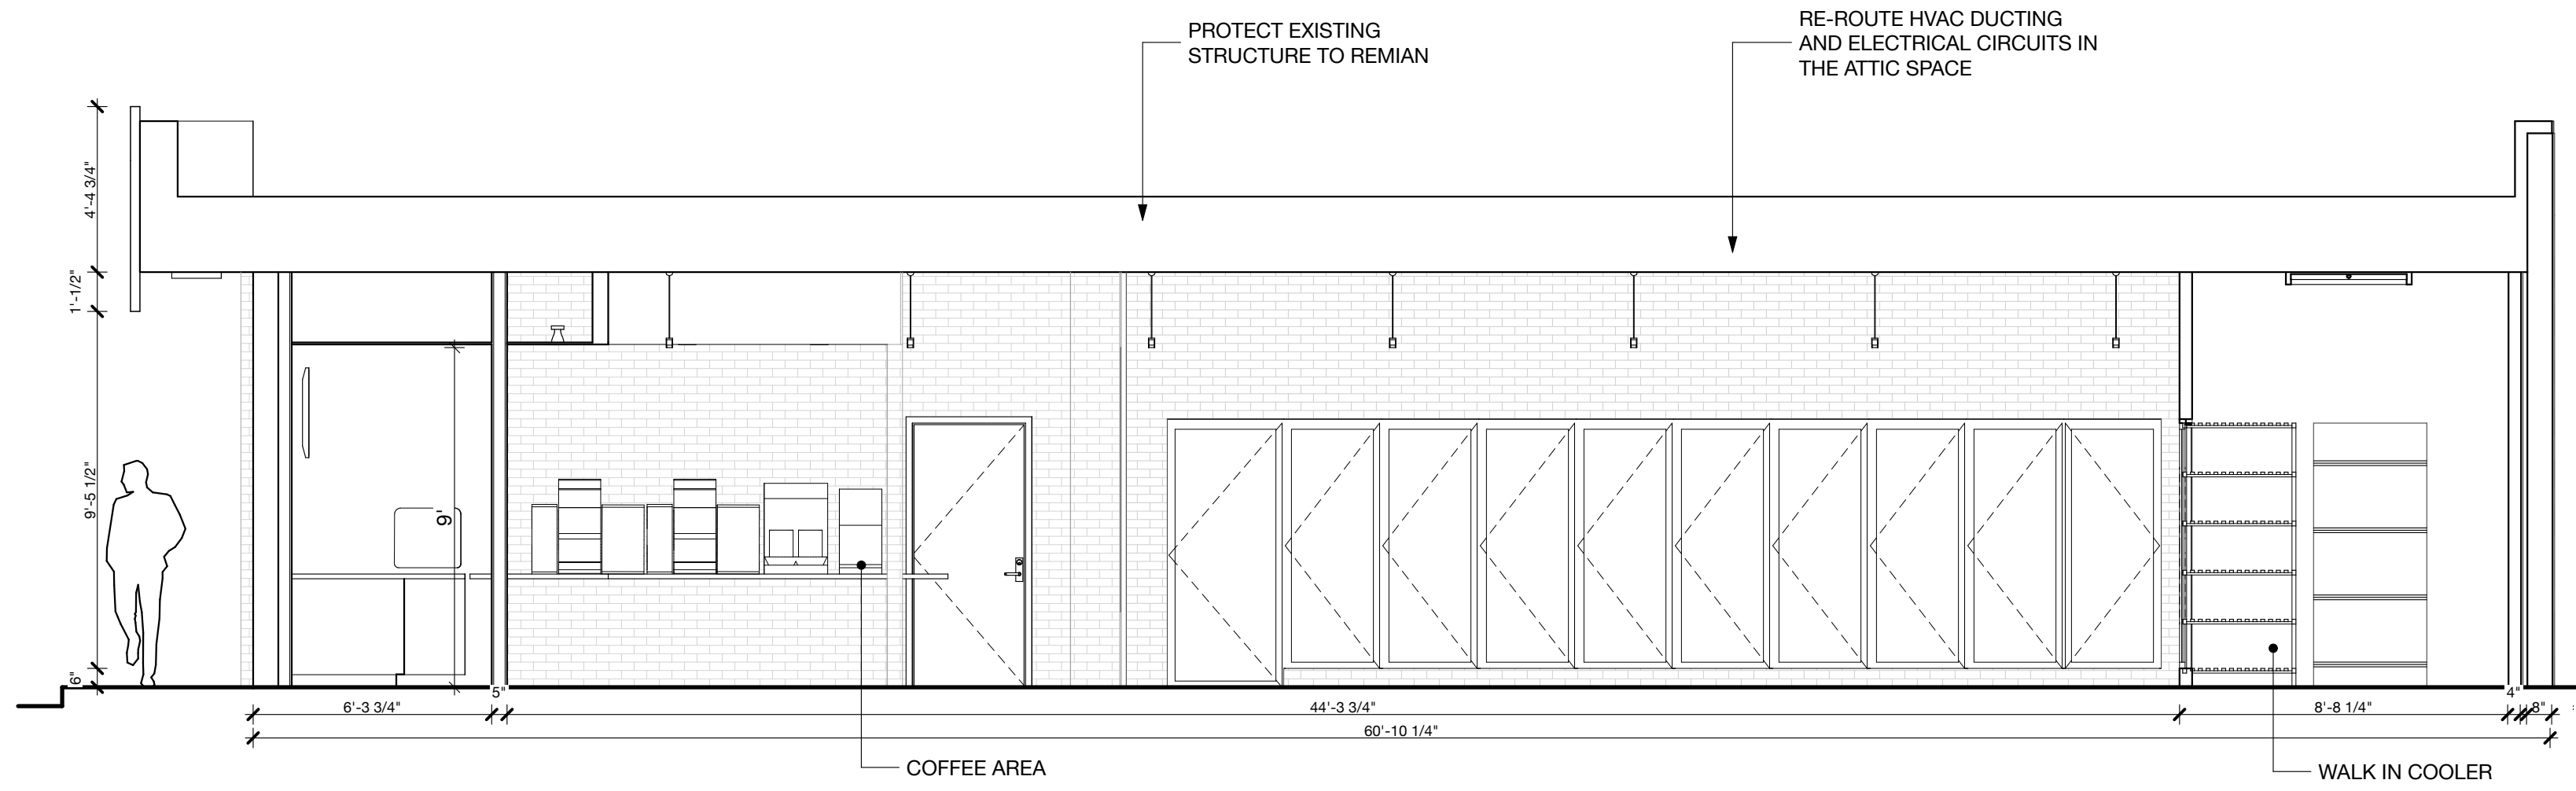 PROTECT EXISTING
STRUCTURE TO REMIAN
RE-ROUTE HVAC DUCTING
AND ELECTRICAL CIRCUITS IN
THE ATTIC SPACE
4'-4 3/4"
1'-1/2"
9'-5 1/2"
6"
9'
5"
4"
6'-3 3/4"
44'-3 3/4"
8'-8 1/4"
8"
60'-10 1/4"
COFFEE AREA
WALK IN COOLER